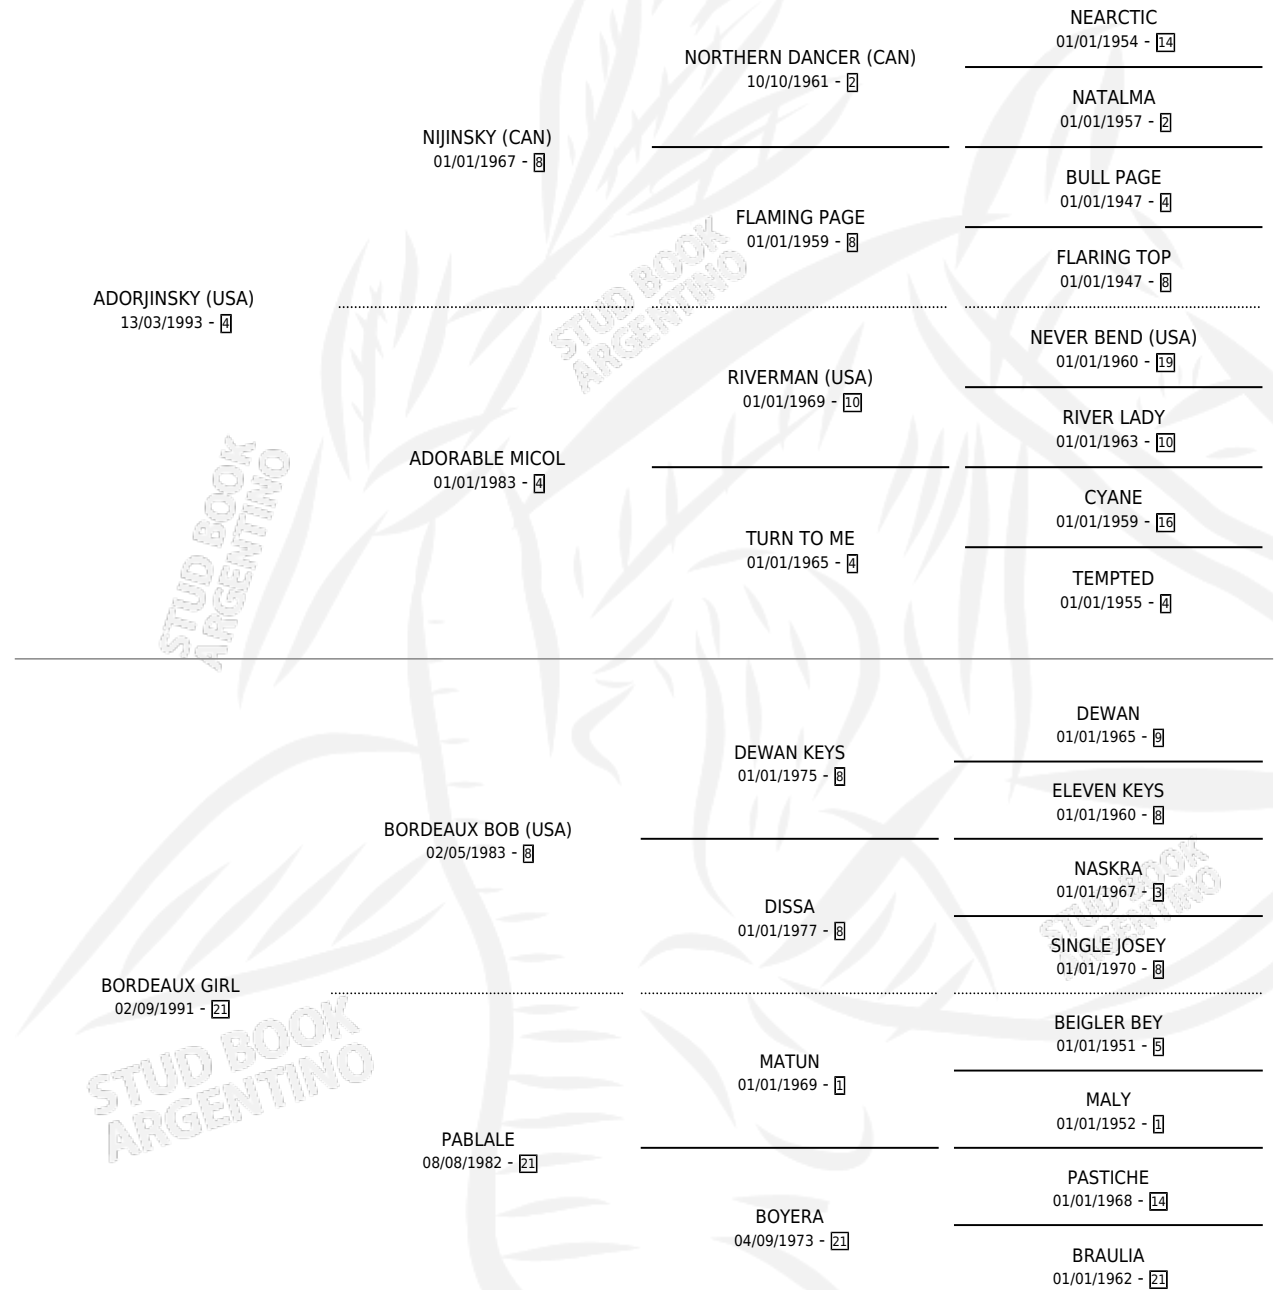 NEARCTIC
01/01/1954 - 14
NORTHERN DANCER (CAN)
10/10/1961 - 2
NATALMA
01/01/1957 - 2
NIJINSKY (CAN)
01/01/1967 - 8
BULL PAGE
01/01/1947 - 4
FLAMING PAGE
01/01/1959 - 8
FLARING TOP
01/01/1947 - 8
ADORJINSKY (USA)
13/03/1993 - 4
NEVER BEND (USA)
01/01/1960 - 19
RIVERMAN (USA)
01/01/1969 - 10
RIVER LADY
01/01/1963 - 10
ADORABLE MICOL
01/01/1983 - 4
CYANE
01/01/1959 - 16
TURN TO ME
01/01/1965 - 4
TEMPTED
01/01/1955 - 4
DEWAN
01/01/1965 - 9
DEWAN KEYS
01/01/1975 - 8
ELEVEN KEYS
01/01/1960 - 8
BORDEAUX BOB (USA)
02/05/1983 - 8
NASKRA
01/01/1967 - 3
DISSA
01/01/1977 - 8
SINGLE JOSEY
01/01/1970 - 8
BORDEAUX GIRL
02/09/1991 - 21
BEIGLER BEY
01/01/1951 - 5
MATUN
01/01/1969 - 1
MALY
01/01/1952 - 1
PABLALE
08/08/1982 - 21
PASTICHE
01/01/1968 - 14
BOYERA
04/09/1973 - 21
BRAULIA
01/01/1962 - 21
STUD BOOK
ARGENTINO
STUD BOOK
ARGENTINO
STUD BOOK
ARGENTINO
STUD BOOK
ARGENTINO